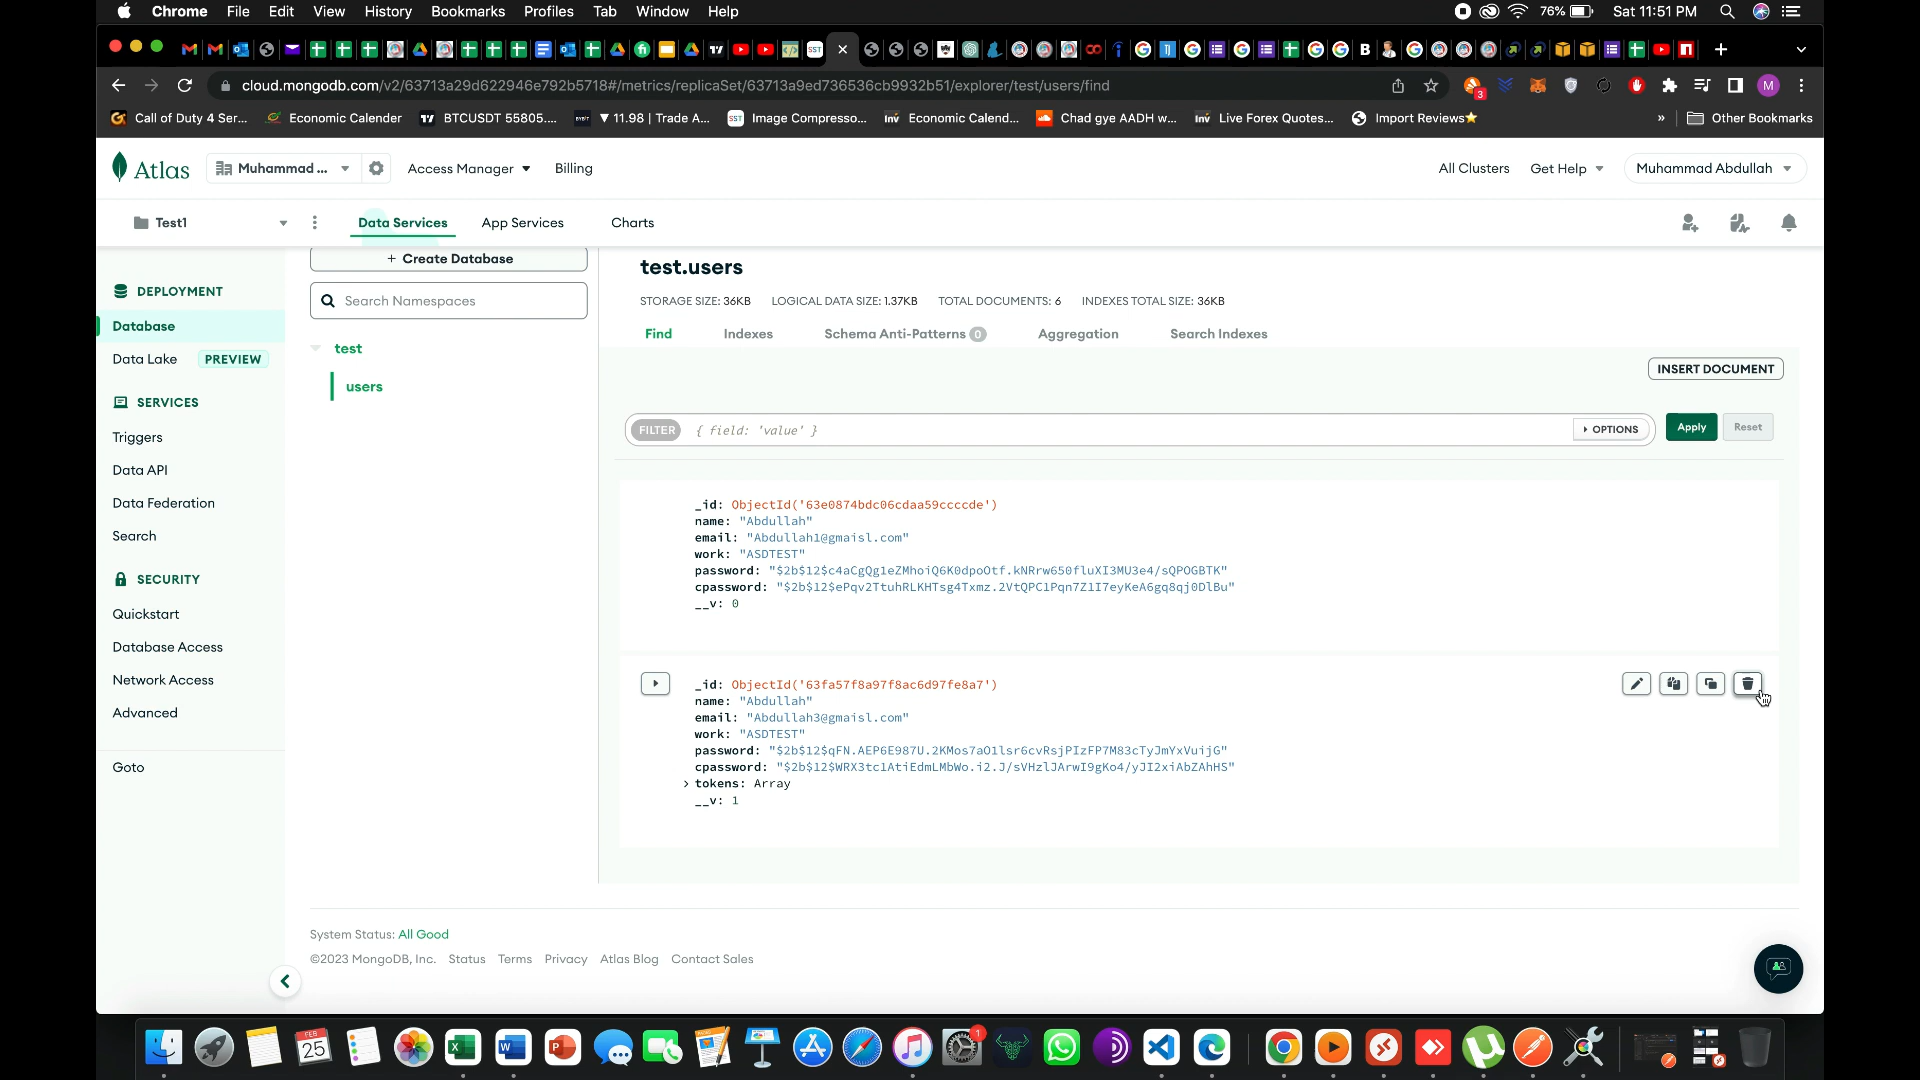 Chrome File Edit View History Bookmarks Profiles Tab Window Help 76% Sat 11:51 PM
cloud.mongodb.com/v2/63713a29d622946e792b5718#/metrics/replicaSet/63713a9ed736536cb9932b51/explorer/test/users/find
Call of Duty 4 Ser... Economic Calender BTCUSDT 55805.... ▼ 11.98 | Trade A... Image Compresso... Economic Calend... Chad gye AADH w... Live Forex Quotes... Import Reviews⭐ » Other Bookmarks
Atlas Muhammad ... Access Manager Billing All Clusters Get Help Muhammad Abdullah
Test1 Data Services App Services Charts
+ Create Database
Search Namespaces
test
users
DEPLOYMENT
Database
Data Lake PREVIEW
SERVICES
Triggers
Data API
Data Federation
Search
SECURITY
Quickstart
Database Access
Network Access
Advanced
Goto
test.users
STORAGE SIZE: 36KB LOGICAL DATA SIZE: 1.37KB TOTAL DOCUMENTS: 6 INDEXES TOTAL SIZE: 36KB
Find Indexes Schema Anti-Patterns 0 Aggregation Search Indexes
INSERT DOCUMENT
FILTER { field: 'value' } OPTIONS Apply Reset
_id: ObjectId('63e0874bdc06cdaa59ccccde')
name: "Abdullah"
email: "Abdullah1@gmaisl.com"
work: "ASDTEST"
password: "$2b$12$c4aCgQg1eZMhoiQ6K0dpoOtf.kNRrw650fluXI3MU3e4/sQPOGBTK"
cpassword: "$2b$12$ePqv2TtuhRLKHTsg4Txmz.2VtQPC1Pqn7Z1I7eyKeA6gq8qj0DlBu"
__v: 0
_id: ObjectId('63fa57f8a97f8ac6d97fe8a7')
name: "Abdullah"
email: "Abdullah3@gmaisl.com"
work: "ASDTEST"
password: "$2b$12$qFN.AEP6E987U.2KMos7aO1lsr6cvRsjPIzFP7M83cTyJmYxVuijG"
cpassword: "$2b$12$WRX3tc1AtiEdmLMbWo.i2.J/sVHzlJArwI9gKo4/yJI2xiAbZAhHS"
tokens: Array
__v: 1
System Status: All Good
©2023 MongoDB, Inc. Status Terms Privacy Atlas Blog Contact Sales
FEB
25